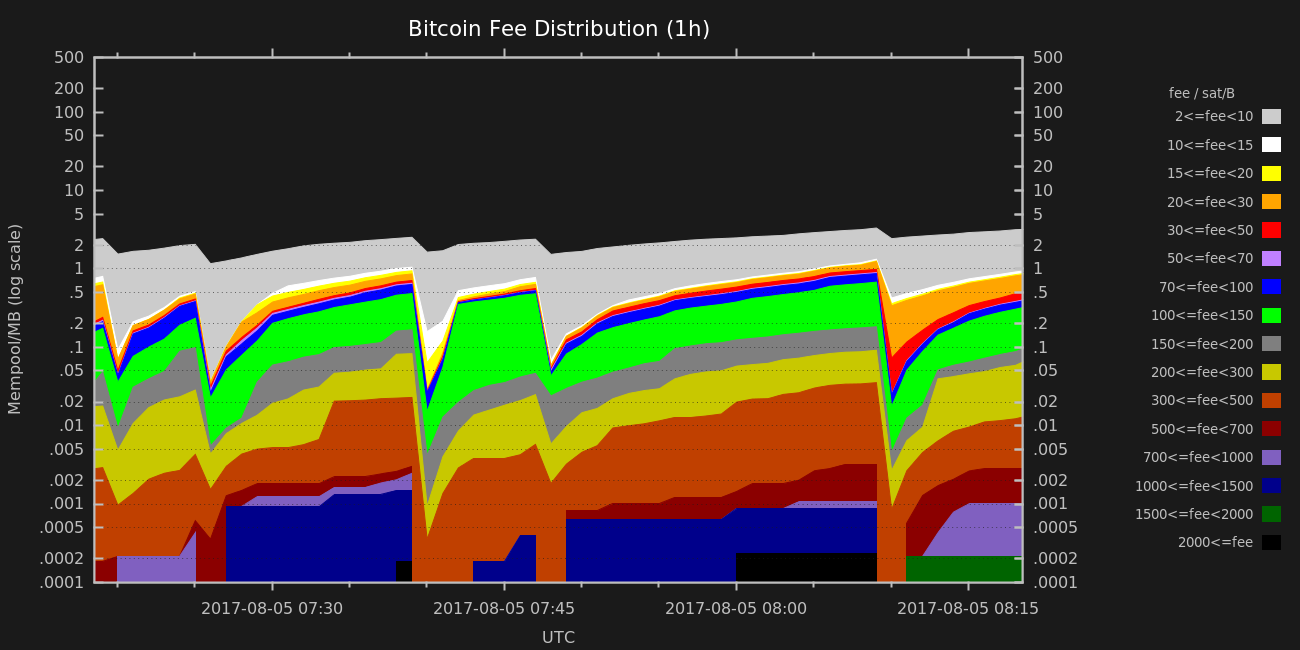 Bitcoin Fee Distribution (1h)
Mempool/MB (log scale)
500
200
100
50
20
10
5
2
1
.5
.2
.1
.05
.02
.01
.005
.002
.001
.0005
.0002
.0001
500
200
100
50
20
10
5
2
1
.5
.2
.1
.05
.02
.01
.005
.002
.001
.0005
.0002
.0001
2017-08-05 07:30 2017-08-05 07:45 2017-08-05 08:00 2017-08-05 08:15
UTC
fee / sat/B
2<=fee<10
10<=fee<15
15<=fee<20
20<=fee<30
30<=fee<50
50<=fee<70
70<=fee<100
100<=fee<150
150<=fee<200
200<=fee<300
300<=fee<500
500<=fee<700
700<=fee<1000
1000<=fee<1500
1500<=fee<2000
2000<=fee